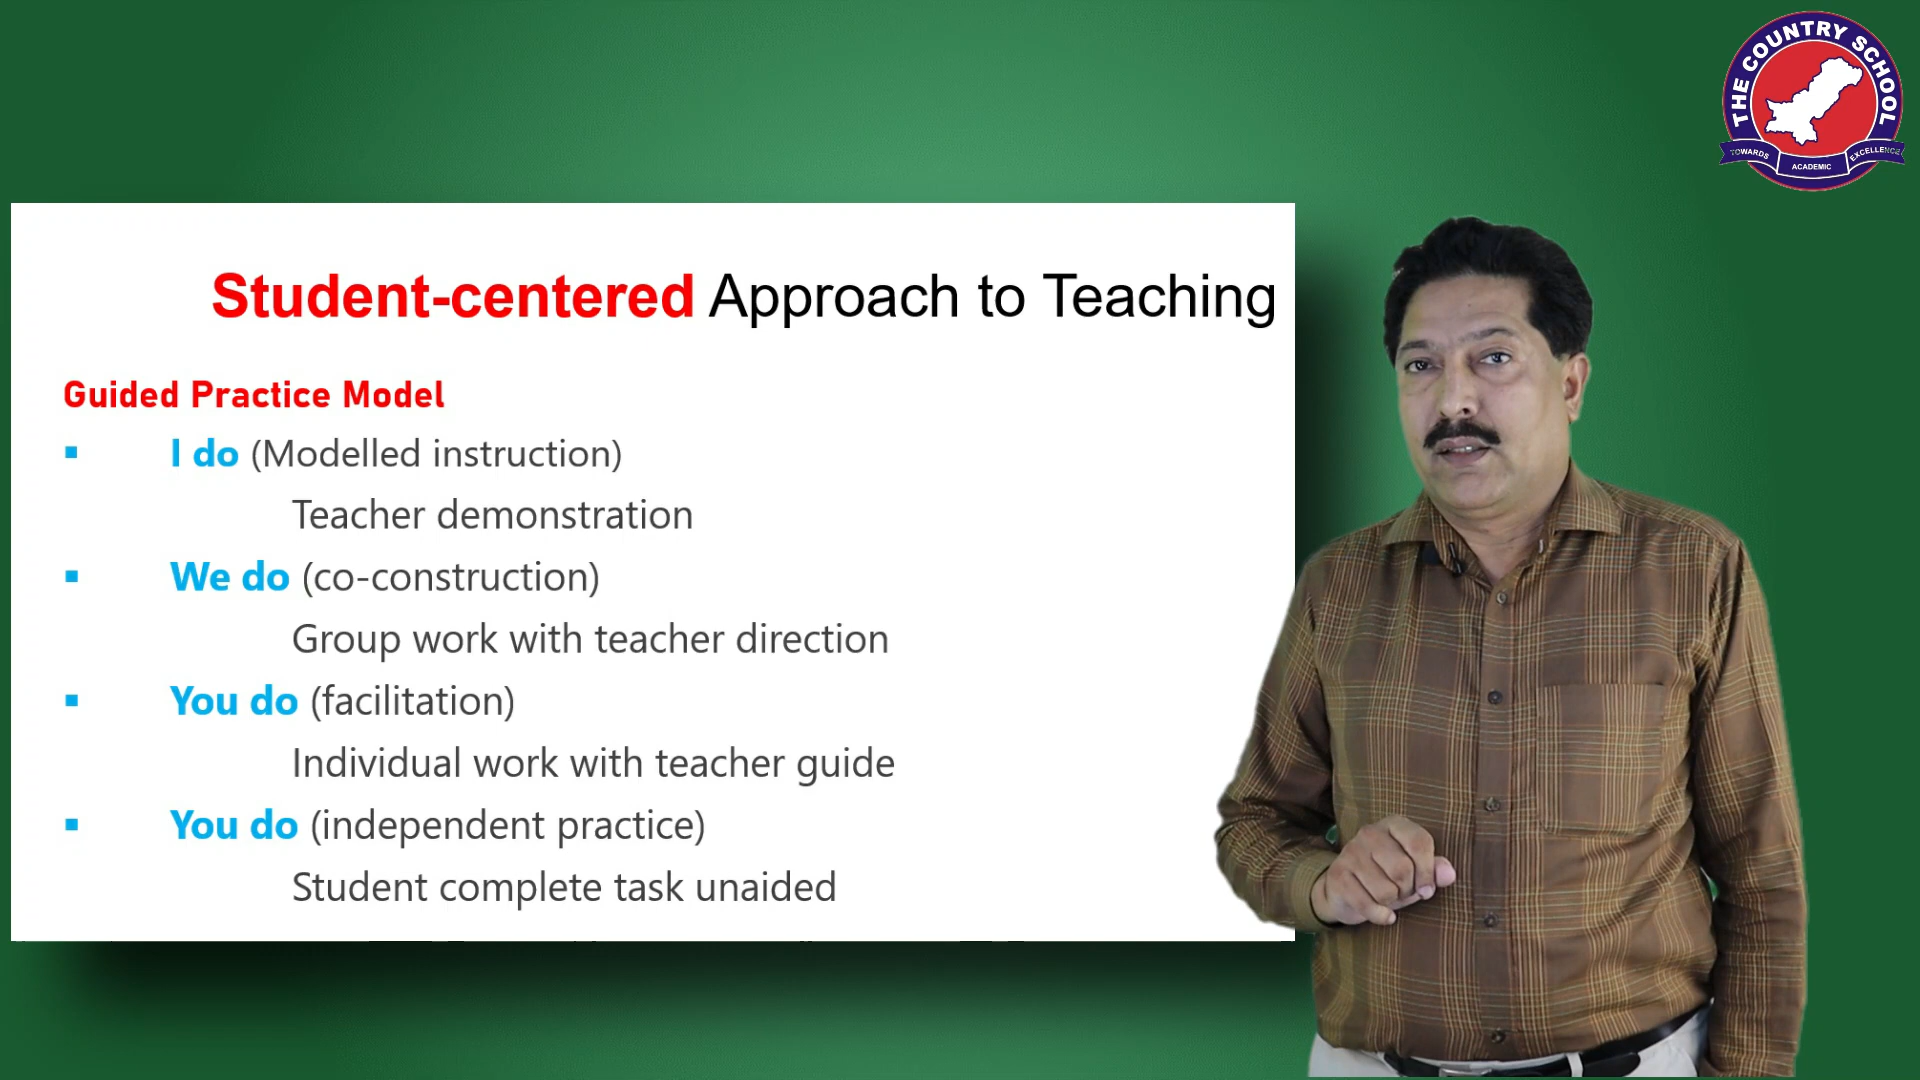 THE COUNTRY SCHOOL
TOWARDS ACADEMIC EXCELLENCE
Student-centered Approach to Teaching
Guided Practice Model
▪ I do (Modelled instruction)
Teacher demonstration
▪ We do (co-construction)
Group work with teacher direction
▪ You do (facilitation)
Individual work with teacher guide
▪ You do (independent practice)
Student complete task unaided